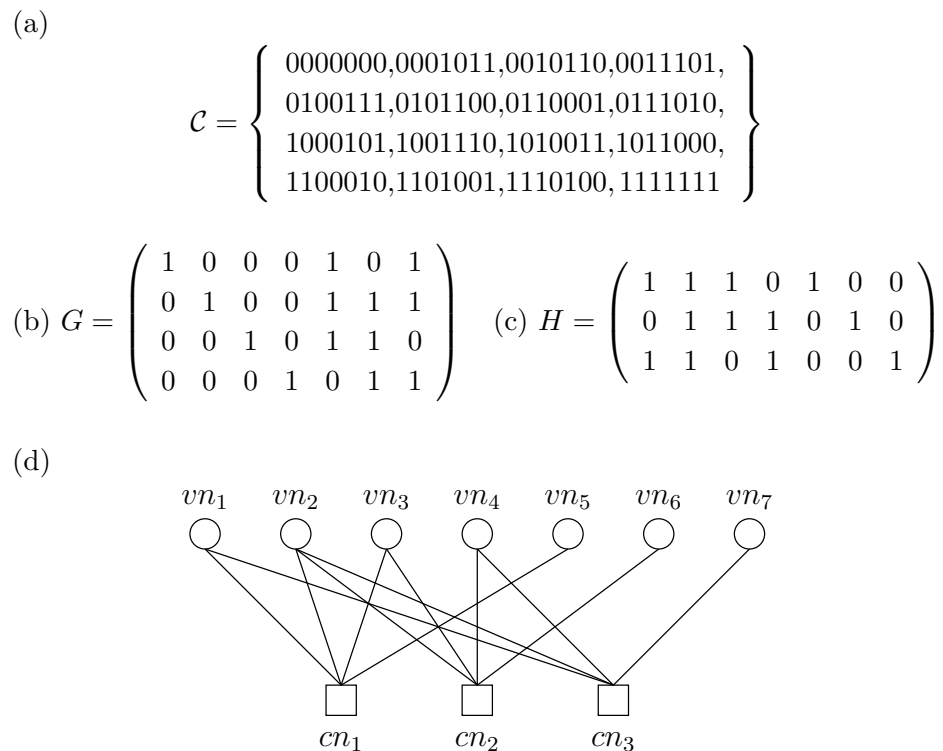 (a)
𝒞 = { 0000000,0001011,0010110,0011101,
0100111,0101100,0110001,0111010,
1000101,1001110,1010011,1011000,
1100010,1101001,1110100, 1111111 }
(b) G = ( 1 0 0 0 1 0 1
0 1 0 0 1 1 1
0 0 1 0 1 1 0
0 0 0 1 0 1 1 )
(c) H = ( 1 1 1 0 1 0 0
0 1 1 1 0 1 0
1 1 0 1 0 0 1 )
(d)
vn₁ vn₂ vn₃ vn₄ vn₅ vn₆ vn₇
cn₁ cn₂ cn₃